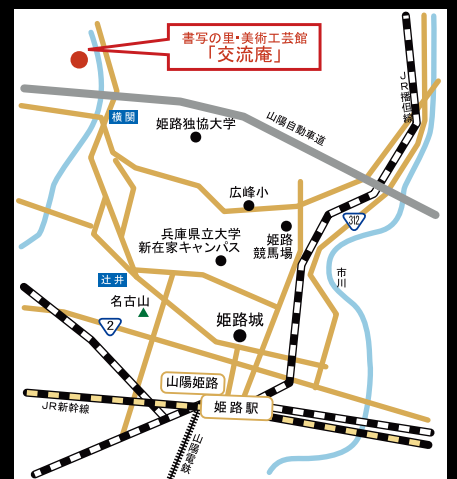 書写の里・美術工芸館
「交流庵」
JR播但線
横関
姫路独協大学
山陽自動車道
広峰小
312
兵庫県立大学
新在家キャンパス
姫路
競馬場
辻井
市川
名古山
2
姫路城
山陽姫路
姫路駅
JR新幹線
山陽電鉄